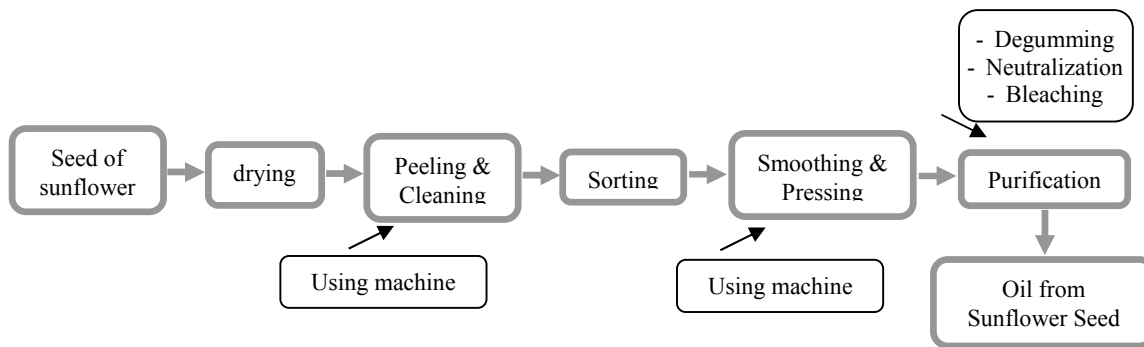 - Degumming
- Neutralization
- Bleaching
Seed of
sunflower
drying
Peeling &
Cleaning
Sorting
Smoothing &
Pressing
Purification
Using machine
Using machine
Oil from
Sunflower Seed